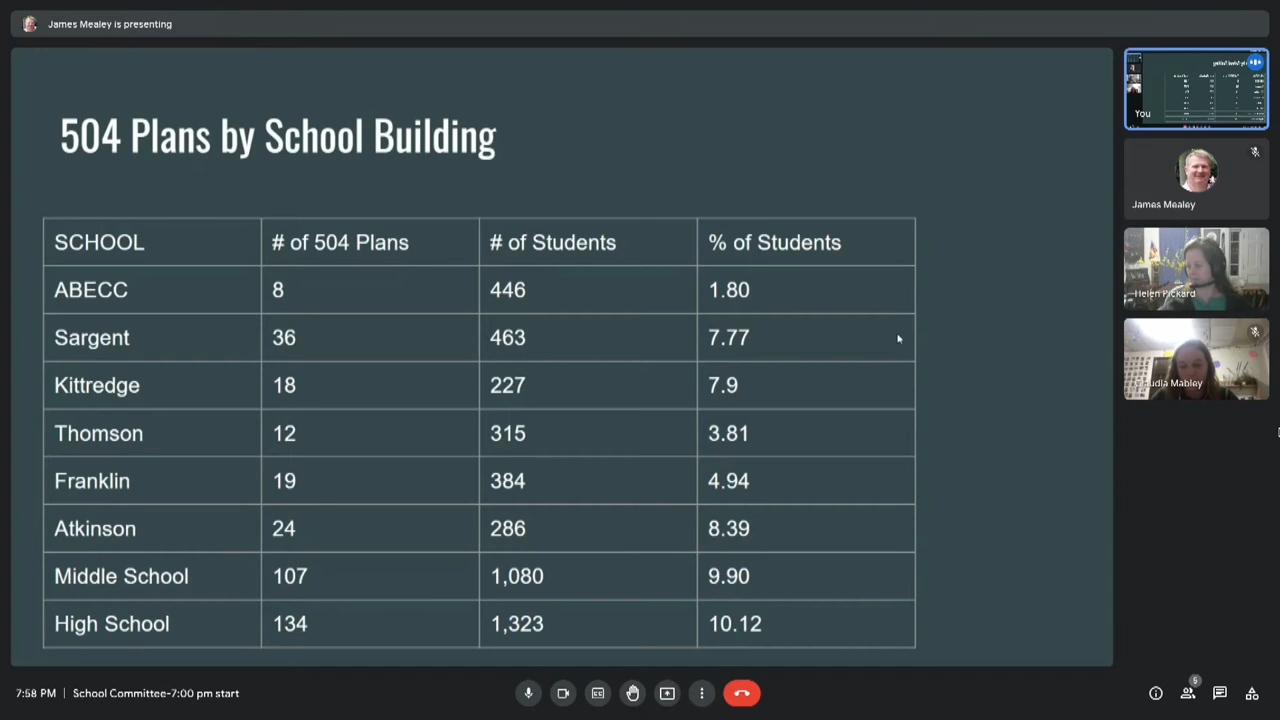 James Mealey is presenting
504 Plans by School Building
SCHOOL # of 504 Plans # of Students % of Students
ABECC 8 446 1.80
Sargent 36 463 7.77
Kittredge 18 227 7.9
Thomson 12 315 3.81
Franklin 19 384 4.94
Atkinson 24 286 8.39
Middle School 107 1,080 9.90
High School 134 1,323 10.12
You
James Mealey
Helen Pickard
Claudia Mabley
7:58 PM | School Committee-7:00 pm start
5